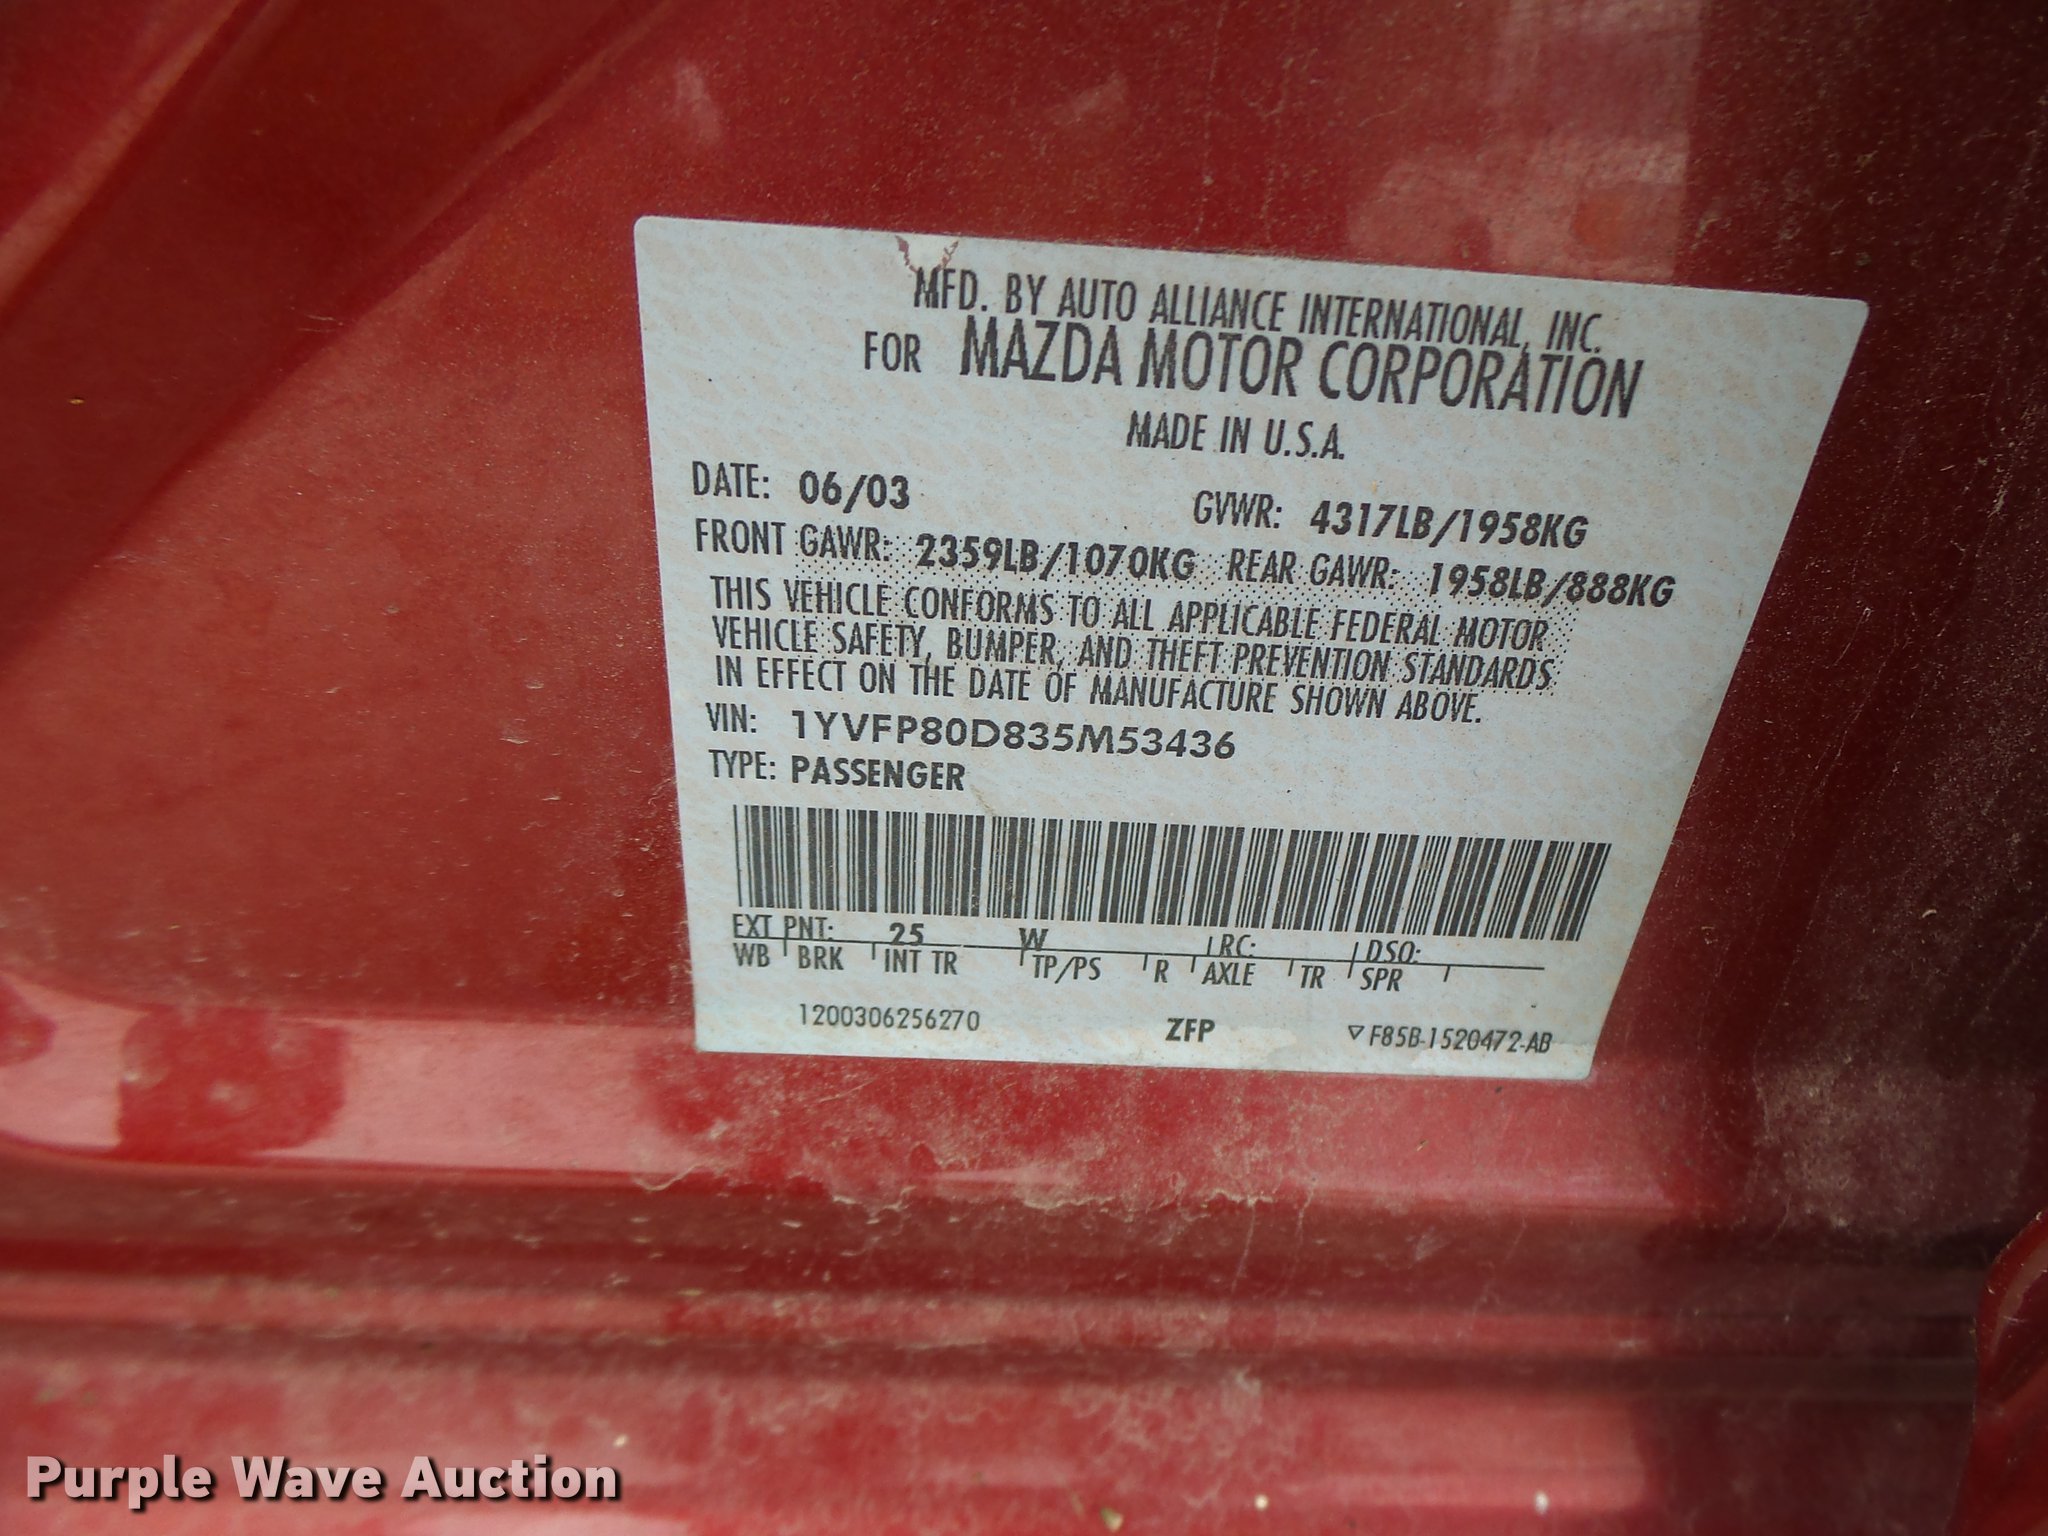 MFD. BY AUTO ALLIANCE INTERNATIONAL, INC.
FOR MAZDA MOTOR CORPORATION
MADE IN U.S.A.
DATE: 06/03 GVWR: 4317LB/1958KG
FRONT GAWR: 2359LB/1070KG REAR GAWR: 1958LB/888KG
THIS VEHICLE CONFORMS TO ALL APPLICABLE FEDERAL MOTOR
VEHICLE SAFETY, BUMPER, AND THEFT PREVENTION STANDARDS
IN EFFECT ON THE DATE OF MANUFACTURE SHOWN ABOVE.
VIN: 1YVFP80D835M53436
TYPE: PASSENGER
EXT PNT: 25 W RC: DSO:
WB BRK INT TR TP/PS R AXLE TR SPR
1200306256270 ZFP ▽ F85B-1520472-AB
Purple Wave Auction